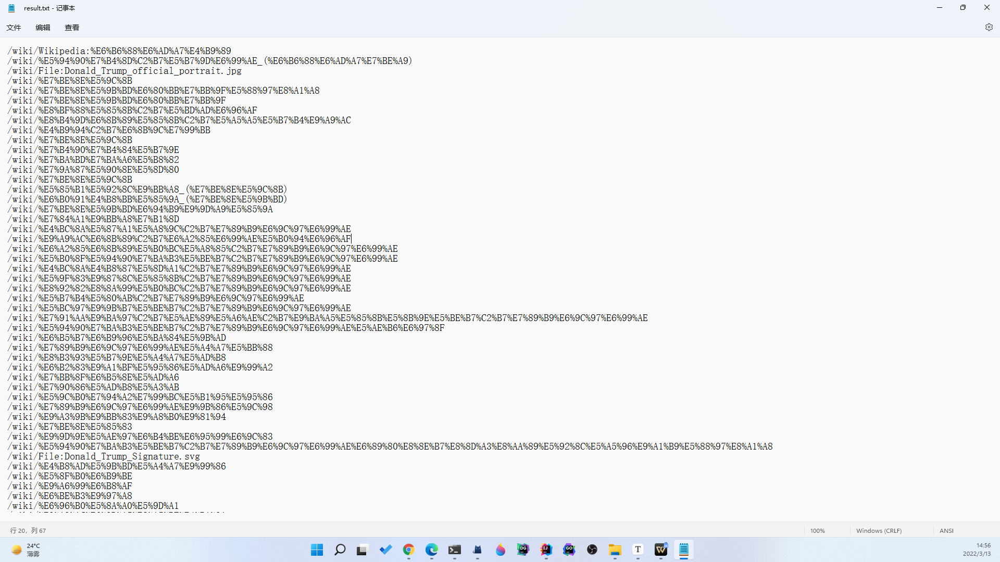 result.txt - 记事本
文件 编辑 查看
/wiki/Wikipedia:%E6%B6%88%E6%AD%A7%E4%B9%89
/wiki/%E5%94%90%E7%B4%8D%C2%B7%E5%B7%9D%E6%99%AE_(%E6%B6%88%E6%AD%A7%E7%BE%A9)
/wiki/File:Donald_Trump_official_portrait.jpg
/wiki/%E7%BE%8E%E5%9C%8B
/wiki/%E7%BE%8E%E5%9B%BD%E6%80%BB%E7%BB%9F%E5%88%97%E8%A1%A8
/wiki/%E7%BE%8E%E5%9B%BD%E6%80%BB%E7%BB%9F
/wiki/%E8%BF%88%E5%85%8B%C2%B7%E5%BD%AD%E6%96%AF
/wiki/%E8%B4%9D%E6%8B%89%E5%85%8B%C2%B7%E5%A5%A5%E5%B7%B4%E9%A9%AC
/wiki/%E4%B9%94%C2%B7%E6%8B%9C%E7%99%BB
/wiki/%E7%BE%8E%E5%9C%8B
/wiki/%E7%B4%90%E7%B4%84%E5%B7%9E
/wiki/%E7%BA%BD%E7%BA%A6%E5%B8%82
/wiki/%E7%9A%87%E5%90%8E%E5%8D%80
/wiki/%E7%BE%8E%E5%9C%8B
/wiki/%E5%85%B1%E5%92%8C%E9%BB%A8_(%E7%BE%8E%E5%9C%8B)
/wiki/%E6%B0%91%E4%B8%BB%E5%85%9A_(%E7%BE%8E%E5%9B%BD)
/wiki/%E7%BE%8E%E5%9B%BD%E6%94%B9%E9%9D%A9%E5%85%9A
/wiki/%E7%84%A1%E9%BB%A8%E7%B1%8D
/wiki/%E4%BC%8A%E5%87%A1%E5%A8%9C%C2%B7%E7%89%B9%E6%9C%97%E6%99%AE
/wiki/%E9%A9%AC%E6%8B%89%C2%B7%E6%A2%85%E6%99%AE%E5%B0%94%E6%96%AF
/wiki/%E6%A2%85%E6%8B%89%E5%B0%BC%E5%A8%85%C2%B7%E7%89%B9%E6%9C%97%E6%99%AE
/wiki/%E5%B0%8F%E5%94%90%E7%BA%B3%E5%BE%B7%C2%B7%E7%89%B9%E6%9C%97%E6%99%AE
/wiki/%E4%BC%8A%E4%B8%87%E5%8D%A1%C2%B7%E7%89%B9%E6%9C%97%E6%99%AE
/wiki/%E5%9F%83%E9%87%8C%E5%85%8B%C2%B7%E7%89%B9%E6%9C%97%E6%99%AE
/wiki/%E8%92%82%E8%8A%99%E5%B0%BC%C2%B7%E7%89%B9%E6%9C%97%E6%99%AE
/wiki/%E5%B7%B4%E5%80%AB%C2%B7%E7%89%B9%E6%9C%97%E6%99%AE
/wiki/%E5%BC%97%E9%9B%B7%E5%BE%B7%C2%B7%E7%89%B9%E6%9C%97%E6%99%AE
/wiki/%E7%91%AA%E9%BA%97%C2%B7%E5%AE%89%E5%A6%AE%C2%B7%E9%BA%A5%E5%85%8B%E5%8B%9E%E5%BE%B7%C2%B7%E7%89%B9%E6%9C%97%E6%99%AE
/wiki/%E5%94%90%E7%BA%B3%E5%BE%B7%C2%B7%E7%89%B9%E6%9C%97%E6%99%AE%E5%AE%B6%E6%97%8F
/wiki/%E6%B5%B7%E6%B9%96%E5%BA%84%E5%9B%AD
/wiki/%E7%89%B9%E6%9C%97%E6%99%AE%E5%A4%A7%E5%BB%88
/wiki/%E8%B3%93%E5%B7%9E%E5%A4%A7%E5%AD%B8
/wiki/%E6%B2%83%E9%A1%BF%E5%95%86%E5%AD%A6%E9%99%A2
/wiki/%E7%BB%8F%E6%B5%8E%E5%AD%A6
/wiki/%E7%90%86%E5%AD%B8%E5%A3%AB
/wiki/%E5%9C%B0%E7%94%A2%E7%99%BC%E5%B1%95%E5%95%86
/wiki/%E7%89%B9%E6%9C%97%E6%99%AE%E9%9B%86%E5%9C%98
/wiki/%E9%A3%9B%E9%BB%83%E9%A8%B0%E9%81%94
/wiki/%E7%BE%8E%E5%85%83
/wiki/%E9%9D%9E%E5%AE%97%E6%B4%BE%E6%95%99%E6%9C%83
/wiki/%E5%94%90%E7%BA%B3%E5%BE%B7%C2%B7%E7%89%B9%E6%9C%97%E6%99%AE%E6%89%80%E8%8E%B7%E8%8D%A3%E8%AA%89%E5%92%8C%E5%A5%96%E9%A1%B9%E5%88%97%E8%A1%A8
/wiki/File:Donald_Trump_Signature.svg
/wiki/%E4%B8%AD%E5%9B%BD%E5%A4%A7%E9%99%86
/wiki/%E5%8F%B0%E6%B9%BE
/wiki/%E9%A6%99%E6%B8%AF
/wiki/%E6%BE%B3%E9%97%A8
/wiki/%E6%96%B0%E5%8A%A0%E5%9D%A1
行 20，列 67 100% Windows (CRLF) ANSI
24°C
薄雾
14:56
2022/3/13